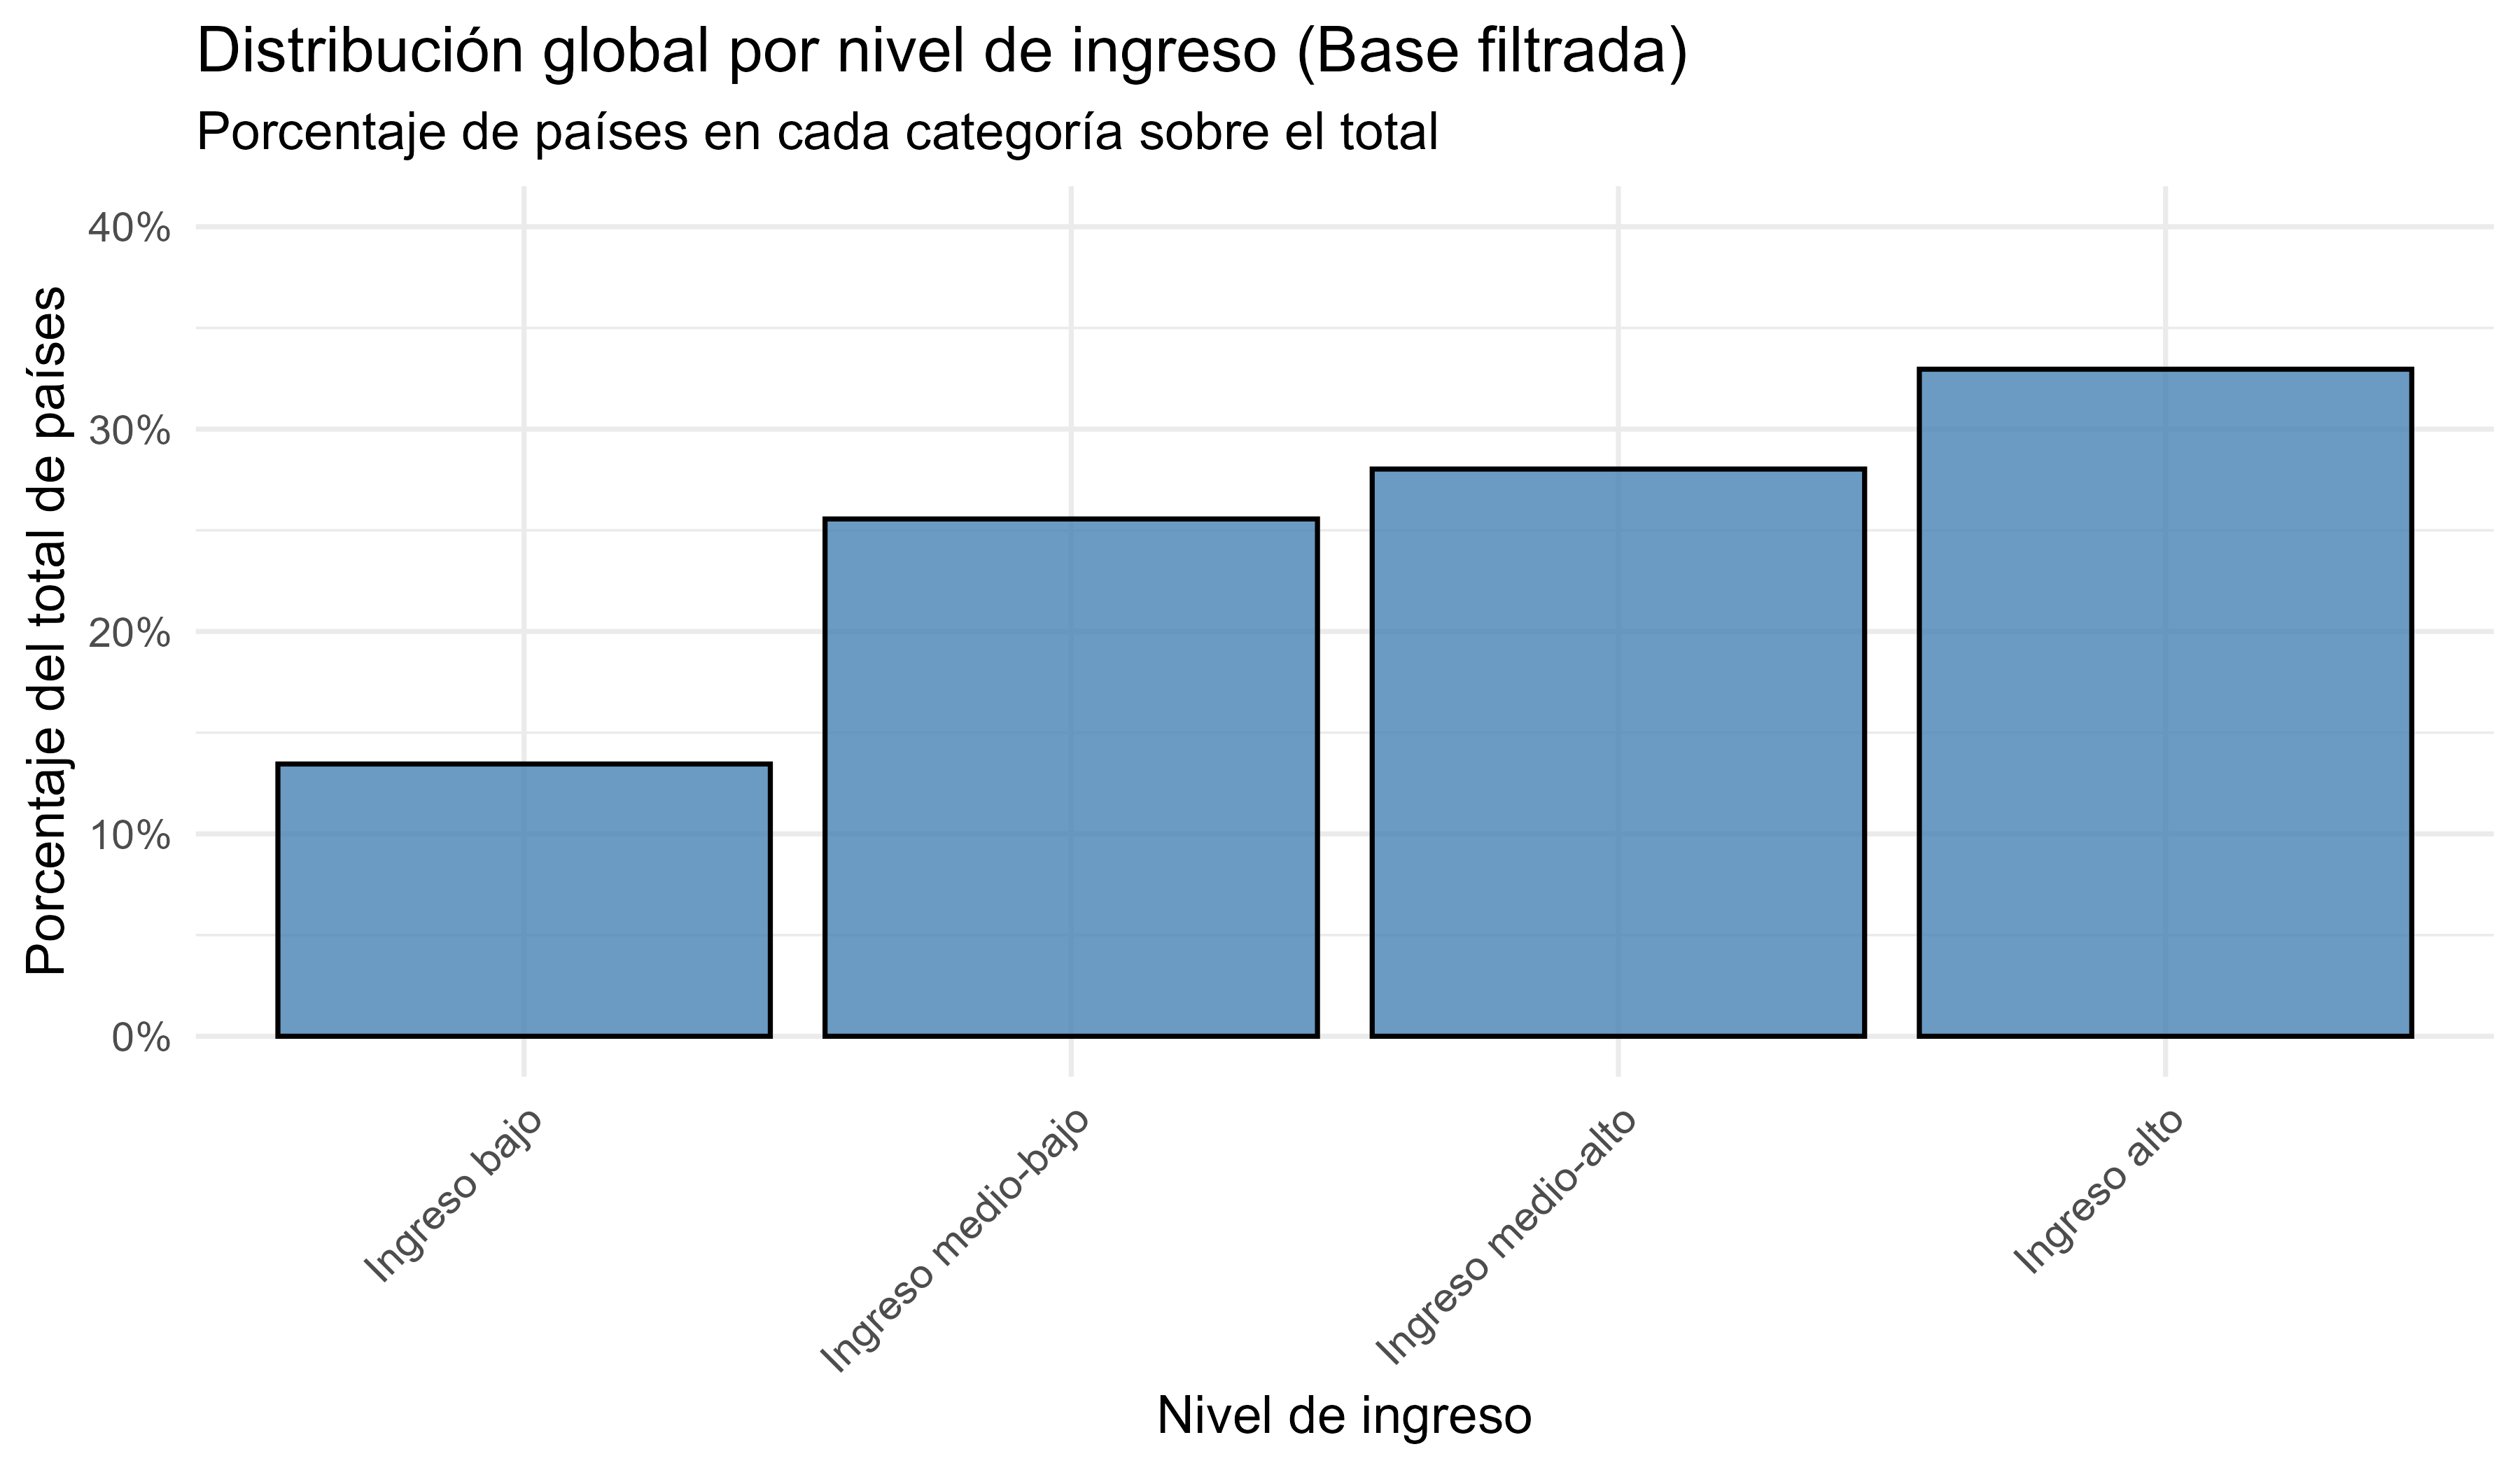 Distribución global por nivel de ingreso (Base filtrada)
Porcentaje de países en cada categoría sobre el total
Porcentaje del total de países
40%
30%
20%
10%
0%
Ingreso bajo
Ingreso medio-bajo
Ingreso medio-alto
Ingreso alto
Nivel de ingreso